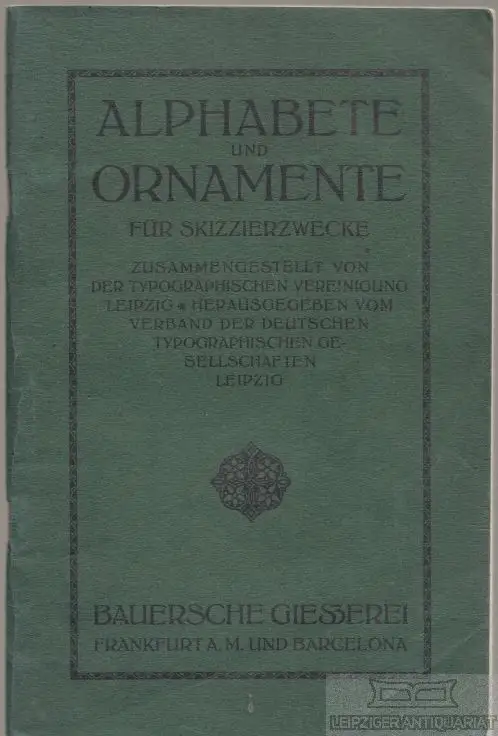 ALPHABETE
UND
ORNAMENTE
FÜR SKIZZIERZWECKE
ZUSAMMENGESTELLT VON
DER TYPOGRAPHISCHEN VEREINIGUNG
LEIPZIG * HERAUSGEGEBEN VOM
VERBAND DER DEUTSCHEN
TYPOGRAPHISCHEN GE-
SELLSCHAFTEN
LEIPZIG
BAUERSCHE GIESSEREI
FRANKFURT A. M. UND BARCELONA
LEIPZIGER ANTIQUARIAT